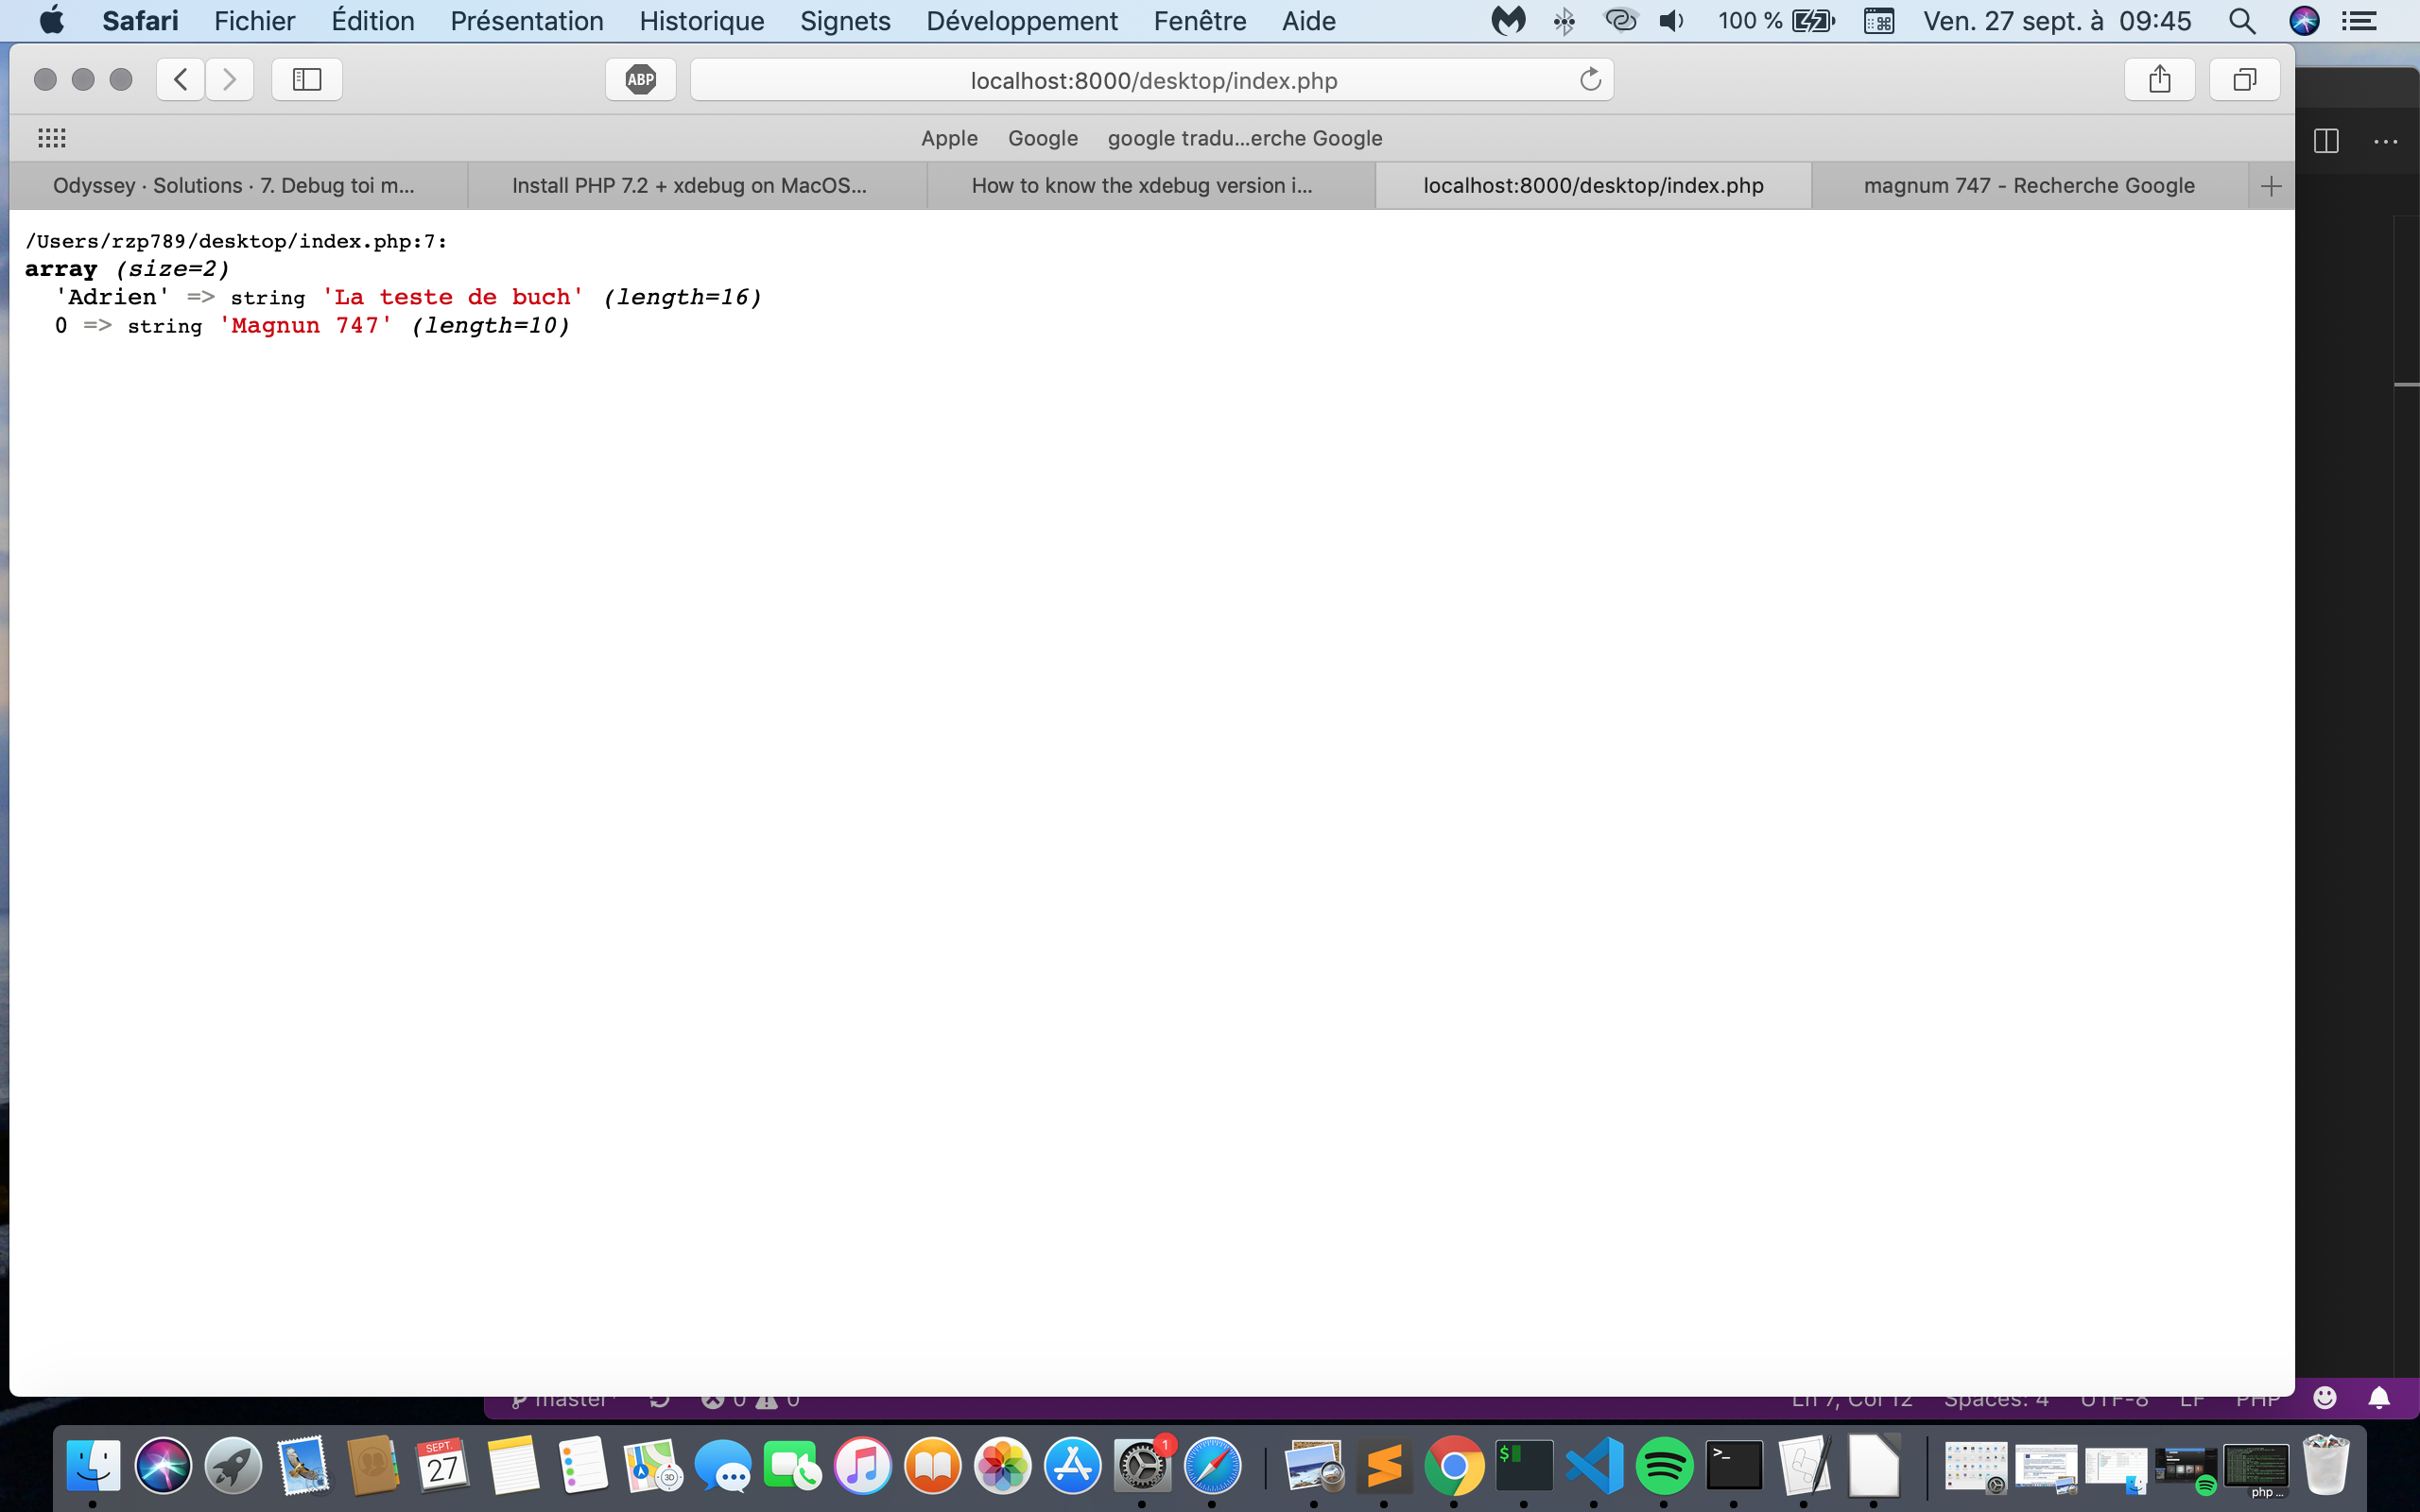 Safari Fichier Édition Présentation Historique Signets Développement Fenêtre Aide 100 % Ven. 27 sept. à 09:45
ABP localhost:8000/desktop/index.php
Apple Google google tradu...erche Google
Odyssey · Solutions · 7. Debug toi m... Install PHP 7.2 + xdebug on MacOS... How to know the xdebug version i... localhost:8000/desktop/index.php magnum 747 - Recherche Google
/Users/rzp789/desktop/index.php:7:
array (size=2)
'Adrien' => string 'La teste de buch' (length=16)
0 => string 'Magnun 747' (length=10)
master 0 0 Ln 7, Col 12 Spaces: 4 UTF-8 LF PHP
SEPT.
27
3D
1
$
>_
php ...